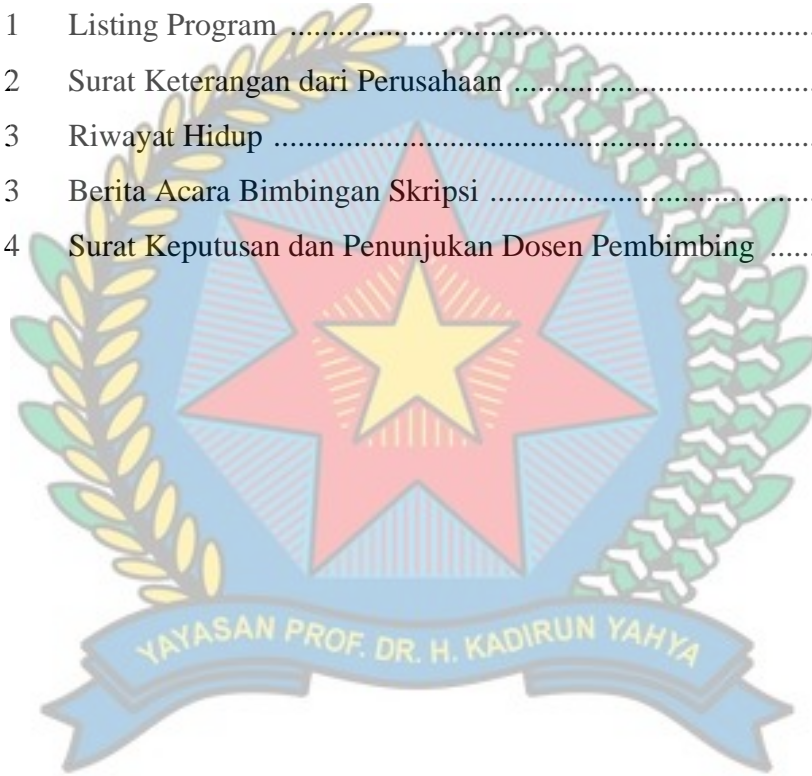 1 Listing Program ................................................................
2 Surat Keterangan dari Perusahaan ......................................
3 Riwayat Hidup ...................................................................
3 Berita Acara Bimbingan Skripsi .........................................
4 Surat Keputusan dan Penunjukan Dosen Pembimbing ......
YAYASAN PROF. DR. H. KADIRUN YAHYA